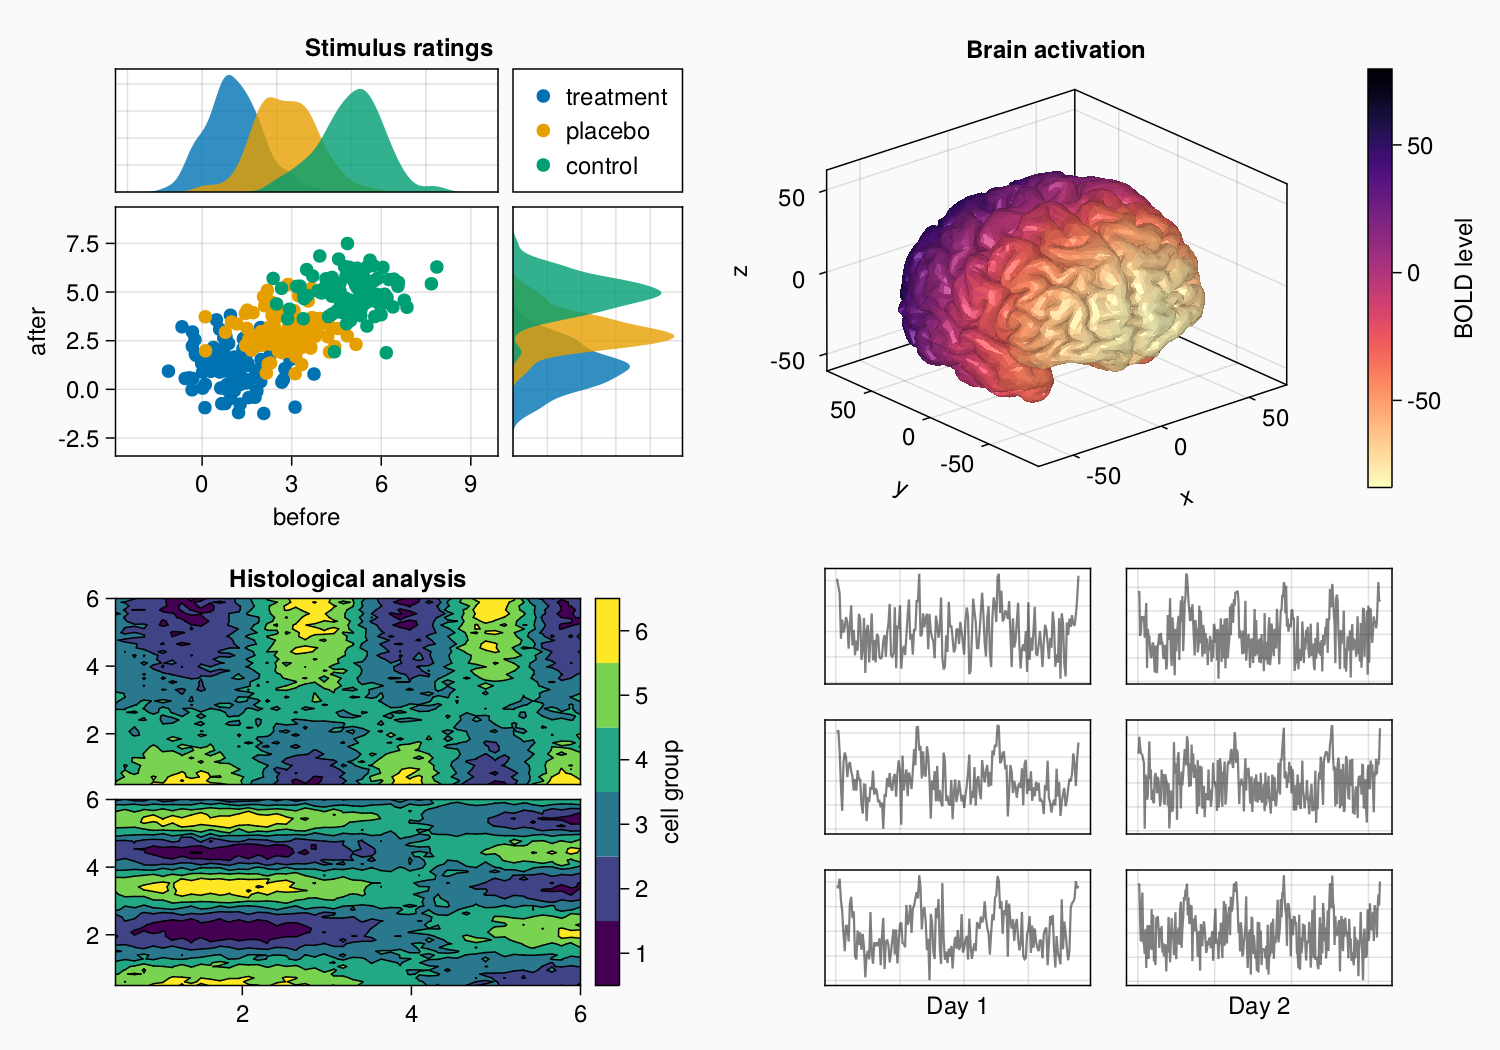 Stimulus ratings
treatment
placebo
control
7.5
5.0
2.5
0.0
-2.5
after
0
3
6
9
before
Brain activation
50
0
-50
z
50
0
-50
y
-50
0
50
x
50
0
-50
BOLD level
Histological analysis
6
4
2
6
4
2
2
4
6
6
5
4
3
2
1
cell group
Day 1
Day 2